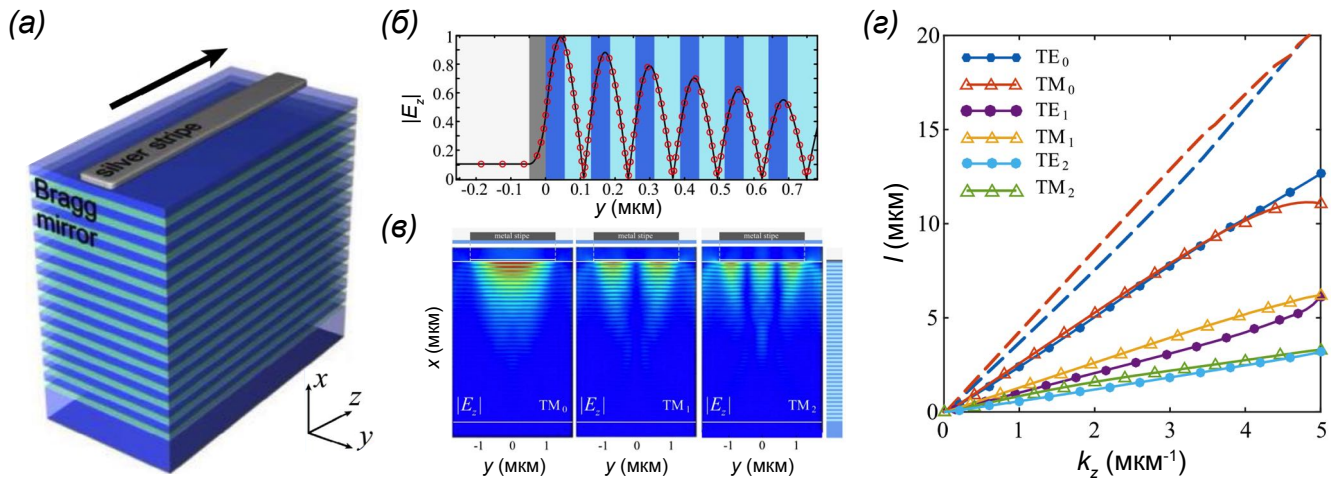 (а)
silver stripe
Bragg
mirror
x
z
y
(б)
|E_z|
1
0.8
0.6
0.4
0.2
0
-0.2
-0.1
0
0.1
0.2
0.3
0.4
0.5
0.6
0.7
y (мкм)
(в)
metal stipe
metal stipe
metal stipe
x (мкм)
|E_z|
TM_0
|E_z|
TM_1
|E_z|
TM_2
-1
0
1
-1
0
1
-1
0
1
y (мкм)
y (мкм)
y (мкм)
(г)
l (мкм)
20
15
10
5
0
TE_0
TM_0
TE_1
TM_1
TE_2
TM_2
0
1
2
3
4
5
k_z (мкм⁻¹)